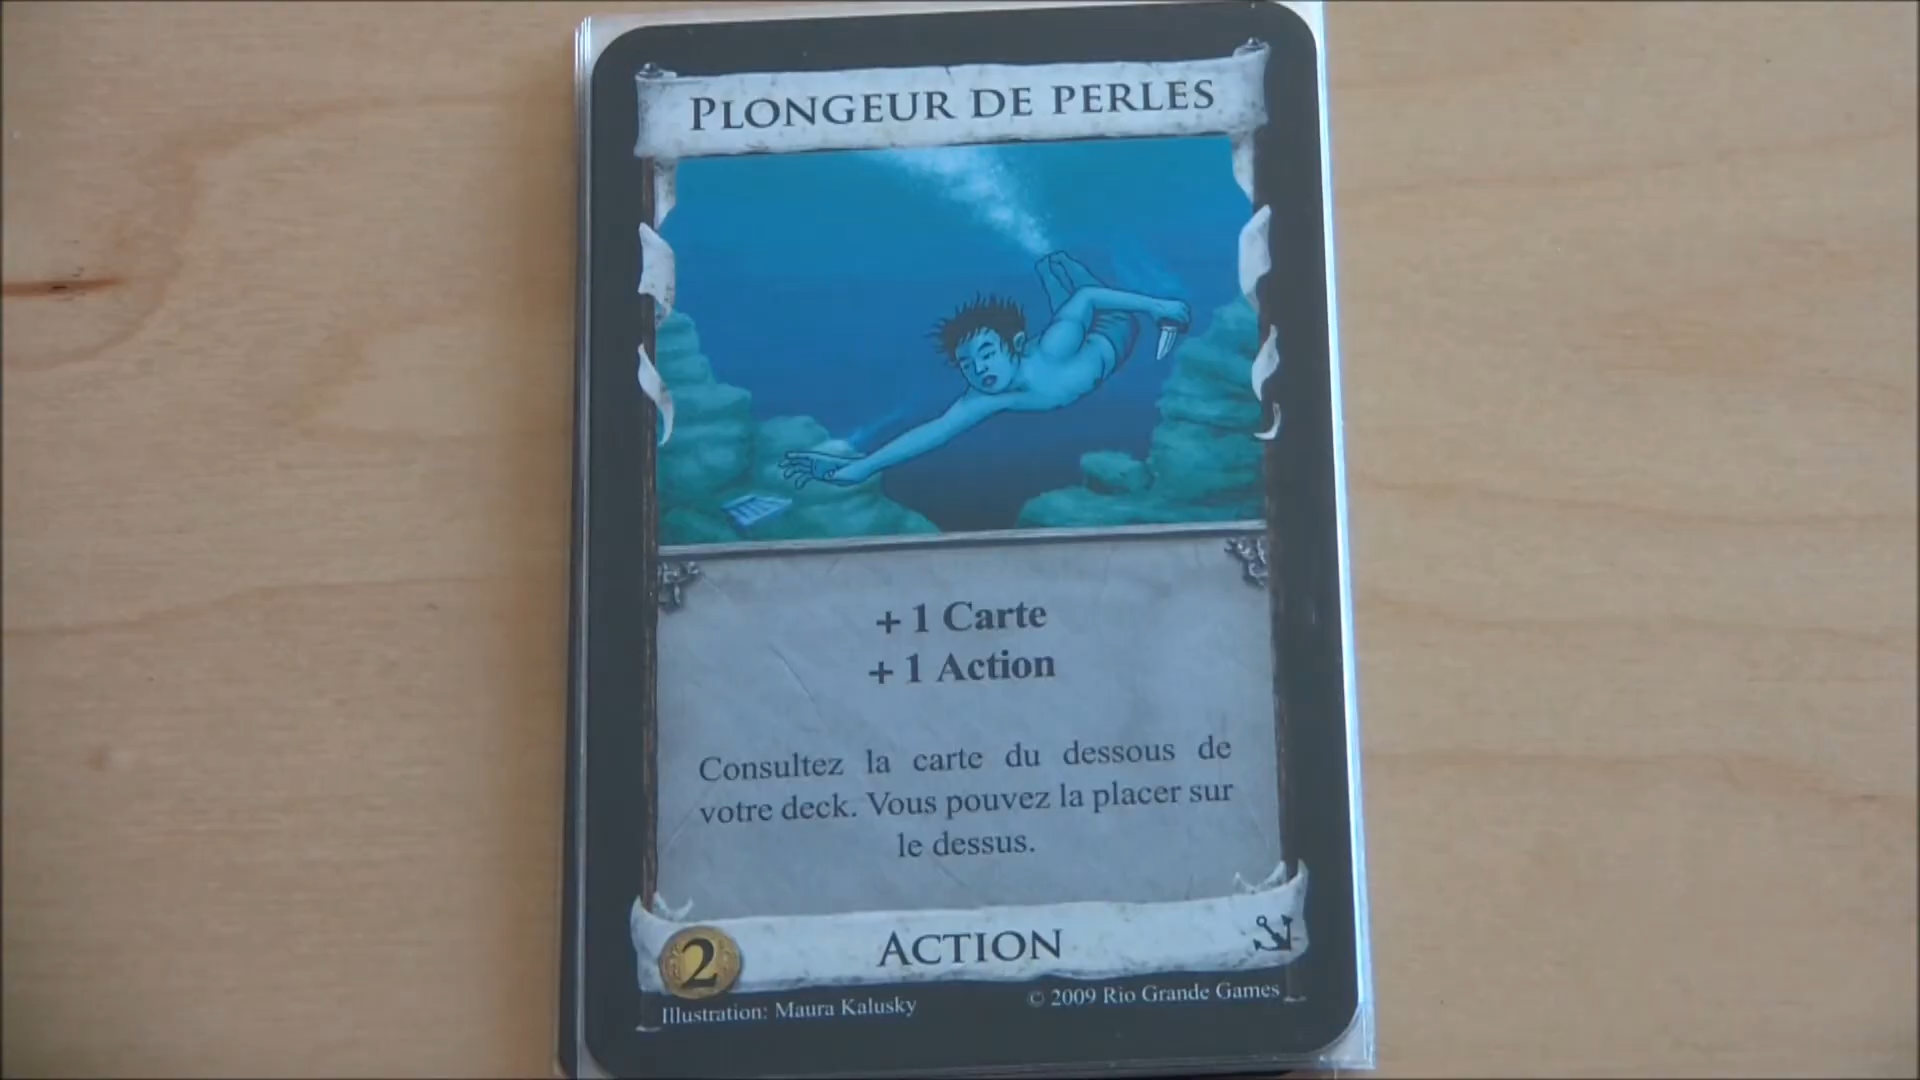 PLONGEUR DE PERLES
+ 1 Carte
+ 1 Action
Consultez la carte du dessous de
votre deck. Vous pouvez la placer sur
le dessus.
2
ACTION
Illustration: Maura Kalusky
© 2009 Rio Grande Games